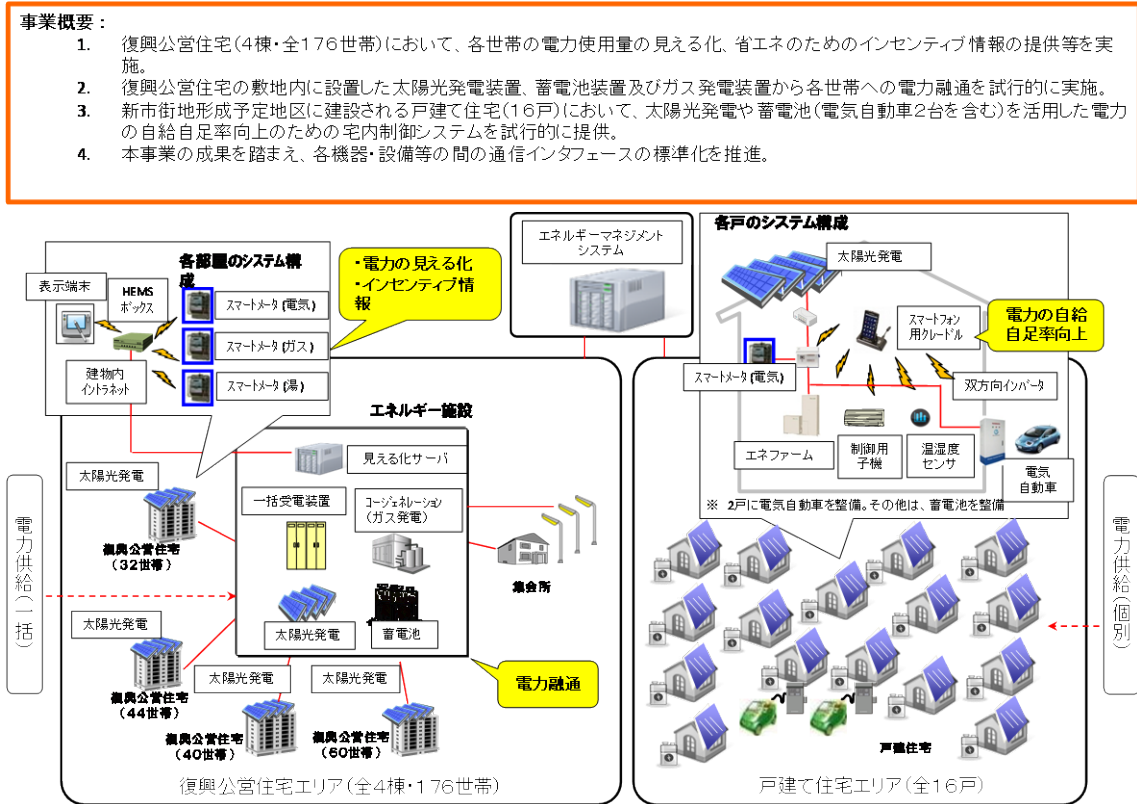 事業概要：
1. 復興公営住宅(4棟・全176世帯)において、各世帯の電力使用量の見える化、省エネのためのインセンティブ情報の提供等を実
施。
2. 復興公営住宅の敷地内に設置した太陽光発電装置、蓄電池装置及びガス発電装置から各世帯への電力融通を試行的に実施。
3. 新市街地形成予定地区に建設される戸建て住宅(16戸)において、太陽光発電や蓄電池(電気自動車2台を含む)を活用した電力
の自給自足率向上のための宅内制御システムを試行的に提供。
4. 本事業の成果を踏まえ、各機器・設備等の間の通信インタフェースの標準化を推進。
各部屋のシステム構
成
表示端末
HEMS
ボックス
スマートメータ(電気)
スマートメータ(ガス)
スマートメータ(湯)
建物内
イントラネット
・電力の見える化
・インセンティブ情
報
エネルギーマネジメント
システム
各戸のシステム構成
太陽光発電
スマートフォン
用クレードル
電力の自給
自足率向上
スマートメータ(電気)
双方向インバータ
エネファーム
制御用
子機
温湿度
センサ
電気
自動車
※ 2戸に電気自動車を整備。その他は、蓄電池を整備
エネルギー施設
見える化サーバ
一括受電装置
コージェネレーション
(ガス発電)
太陽光発電
蓄電池
集会所
電力融通
電力供給(一括)
太陽光発電
復興公営住宅
(32世帯)
太陽光発電
復興公営住宅
(44世帯)
太陽光発電
復興公営住宅
(40世帯)
太陽光発電
復興公営住宅
(60世帯)
復興公営住宅エリア(全4棟・176世帯)
電力供給(個別)
戸建住宅
戸建て住宅エリア(全16戸)